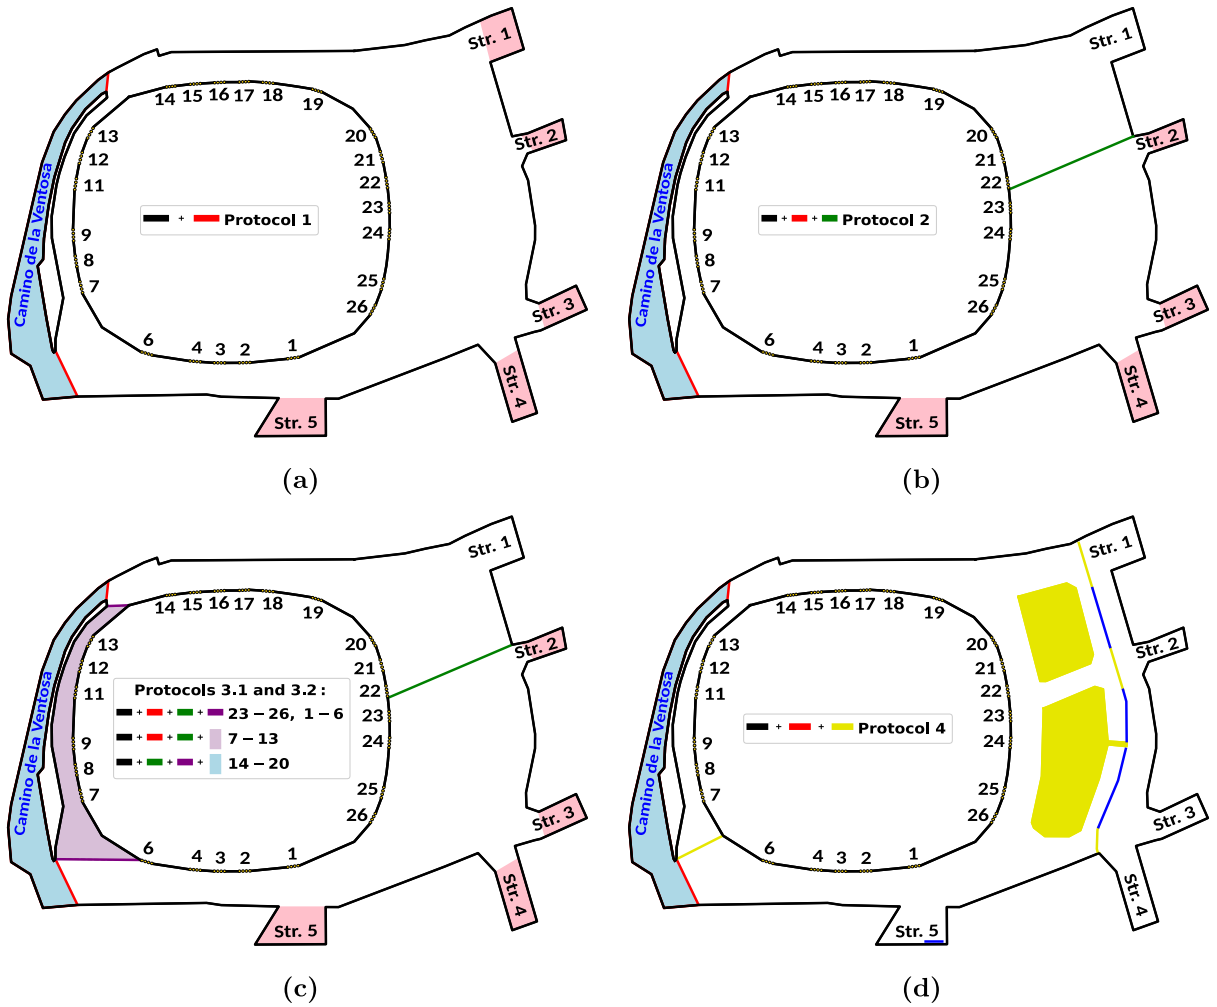 Str. 1
14 15 16 17 18 19
13 20 Str. 2
12 21
11 22
Camino de la Ventosa
+ Protocol 1
23
9 24
8 25
7 26 Str. 3
6 4 3 2 1
Str. 4
Str. 5
(a)
Str. 1
14 15 16 17 18 19
13 20 Str. 2
12 21
11 22
Camino de la Ventosa
+ + Protocol 2
23
9 24
8 25
7 26 Str. 3
6 4 3 2 1
Str. 4
Str. 5
(b)
Str. 1
14 15 16 17 18 19
13 20 Str. 2
12 21
11 22
Camino de la Ventosa
Protocols 3.1 and 3.2 :
+ + + 23 − 26, 1 − 6
+ + + 7 − 13
+ + + 14 − 20
23
9 24
8 25
7 26 Str. 3
6 4 3 2 1
Str. 4
Str. 5
(c)
Str. 1
14 15 16 17 18 19
13 20 Str. 2
12 21
11 22
Camino de la Ventosa
+ + Protocol 4
23
9 24
8 25
7 26 Str. 3
6 4 3 2 1
Str. 4
Str. 5
(d)